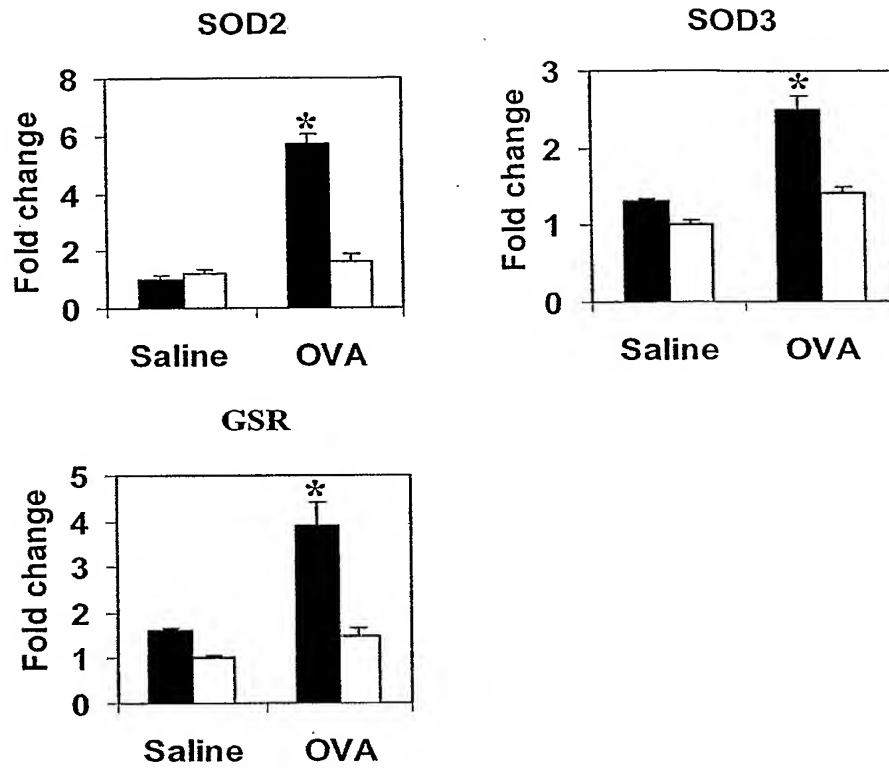 SOD2
Fold change
8
6
4
2
0
*
Saline OVA
SOD3
Fold change
3
2
1
0
*
Saline OVA
GSR
Fold change
5
4
3
2
1
0
*
Saline OVA